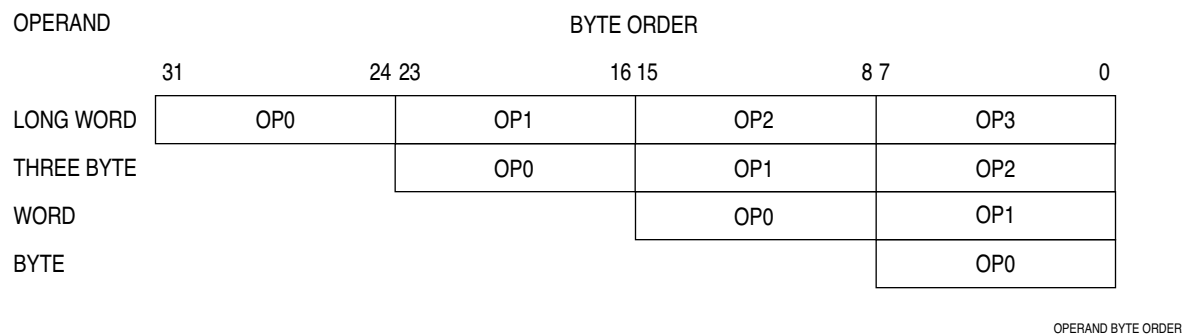 OPERAND BYTE ORDER
31 24 23 16 15 8 7 0
LONG WORD OP0 OP1 OP2 OP3
THREE BYTE OP0 OP1 OP2
WORD OP0 OP1
BYTE OP0
OPERAND BYTE ORDER